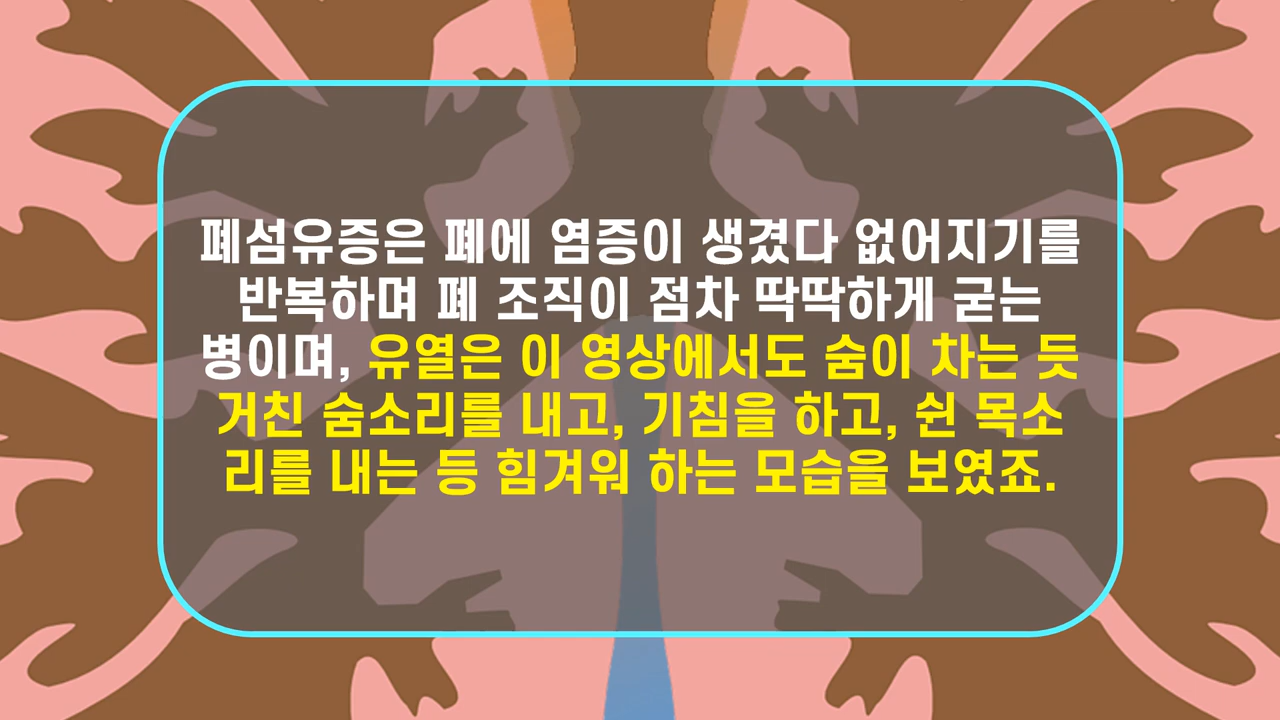 폐섬유증은 폐에 염증이 생겼다 없어지기를
반복하며 폐 조직이 점차 딱딱하게 굳는
병이며, 유열은 이 영상에서도 숨이 차는 듯
거친 숨소리를 내고, 기침을 하고, 쉰 목소
리를 내는 등 힘겨워 하는 모습을 보였죠.